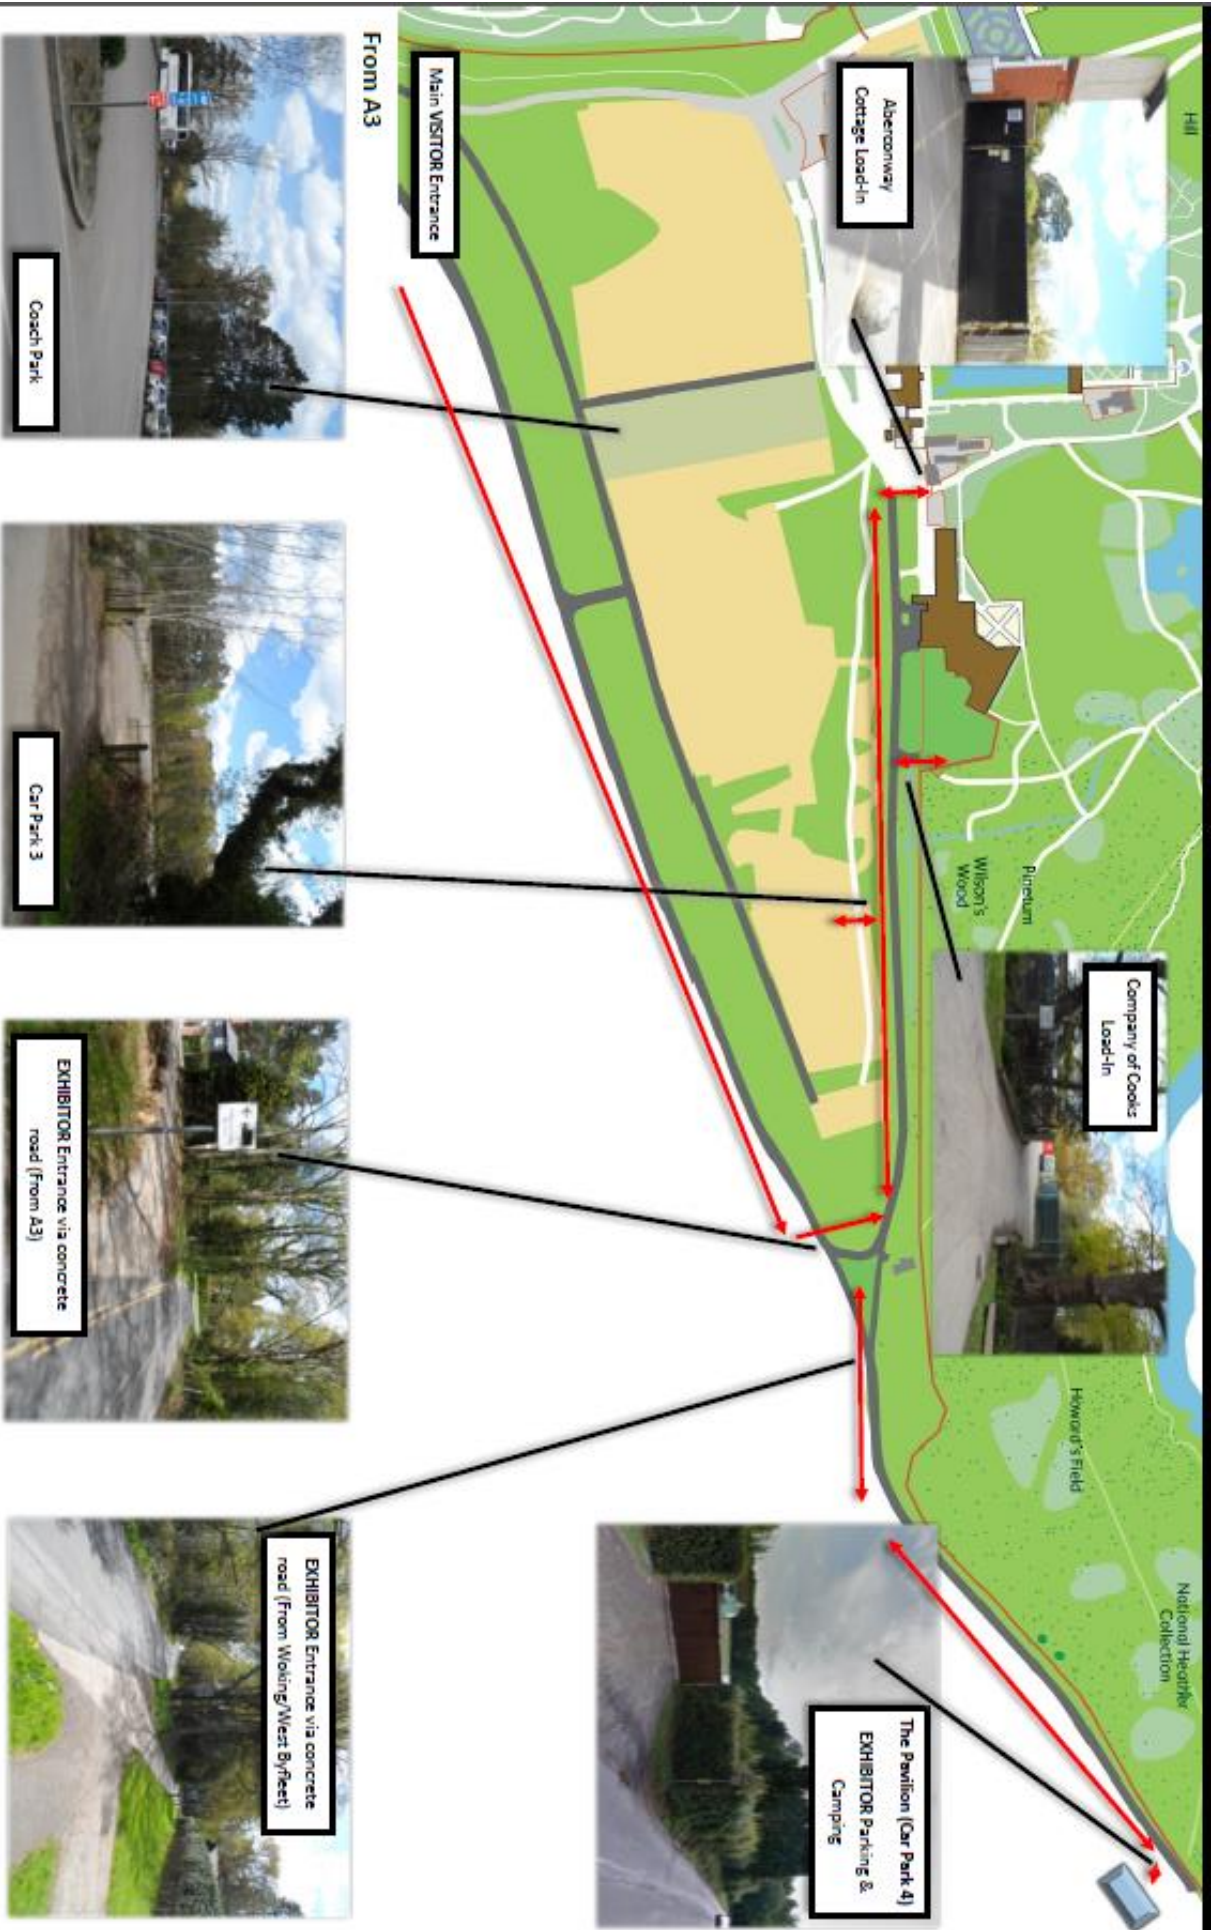 Hill
Aberconway
Cottage Load-In
Main VISITOR Entrance
From A3
Coach Park
Car Park 3
Pinetum
Wilson's
Wood
Company of Cooks
Load-In
EXHIBITOR Entrance via concrete
road (From A3)
Howard's Field
National Heather
Collection
The Pavilion (Car Park 4)
EXHIBITOR Parking &
Camping
EXHIBITOR Entrance via concrete
road (From Woking/West Byfleet)